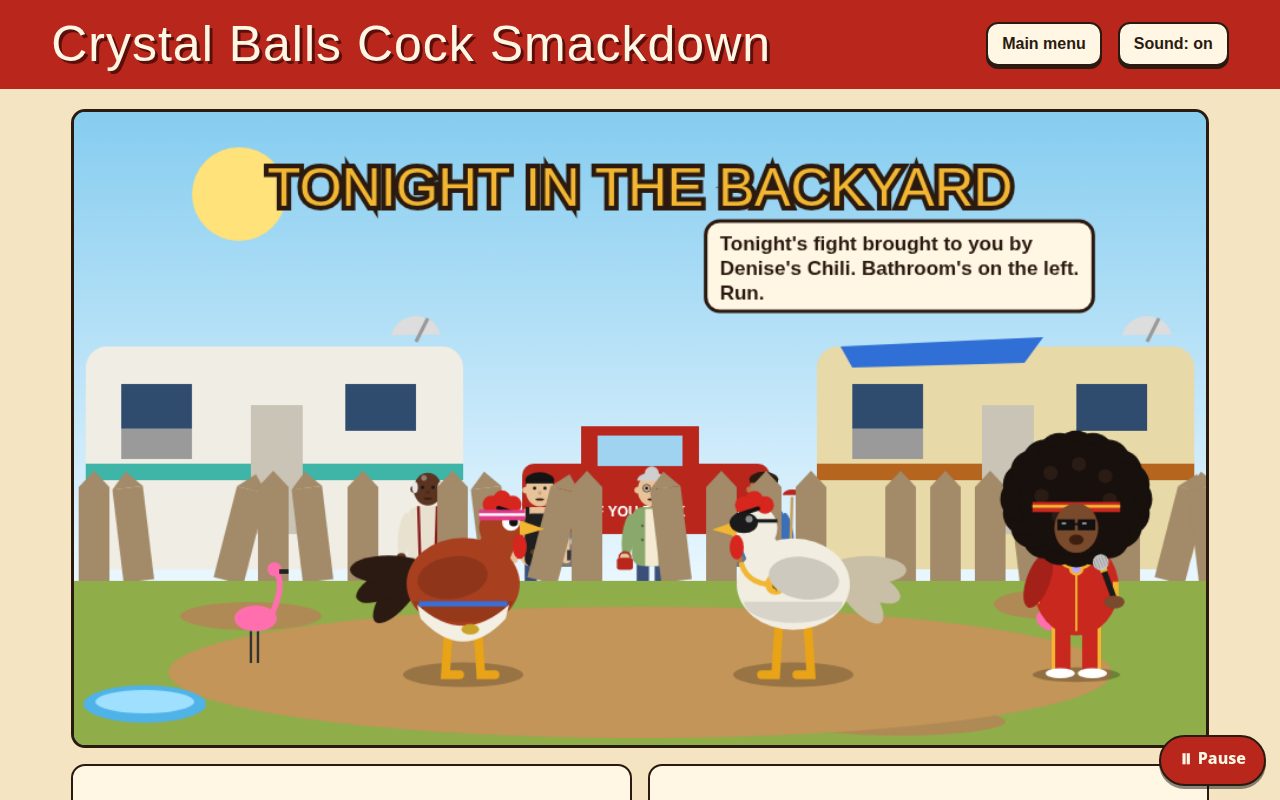 Crystal Balls Cock Smackdown
Main menu
Sound: on
TONIGHT IN THE BACKYARD
Tonight's fight brought to you by
Denise's Chili. Bathroom's on the left.
Run.
YOU
Pause